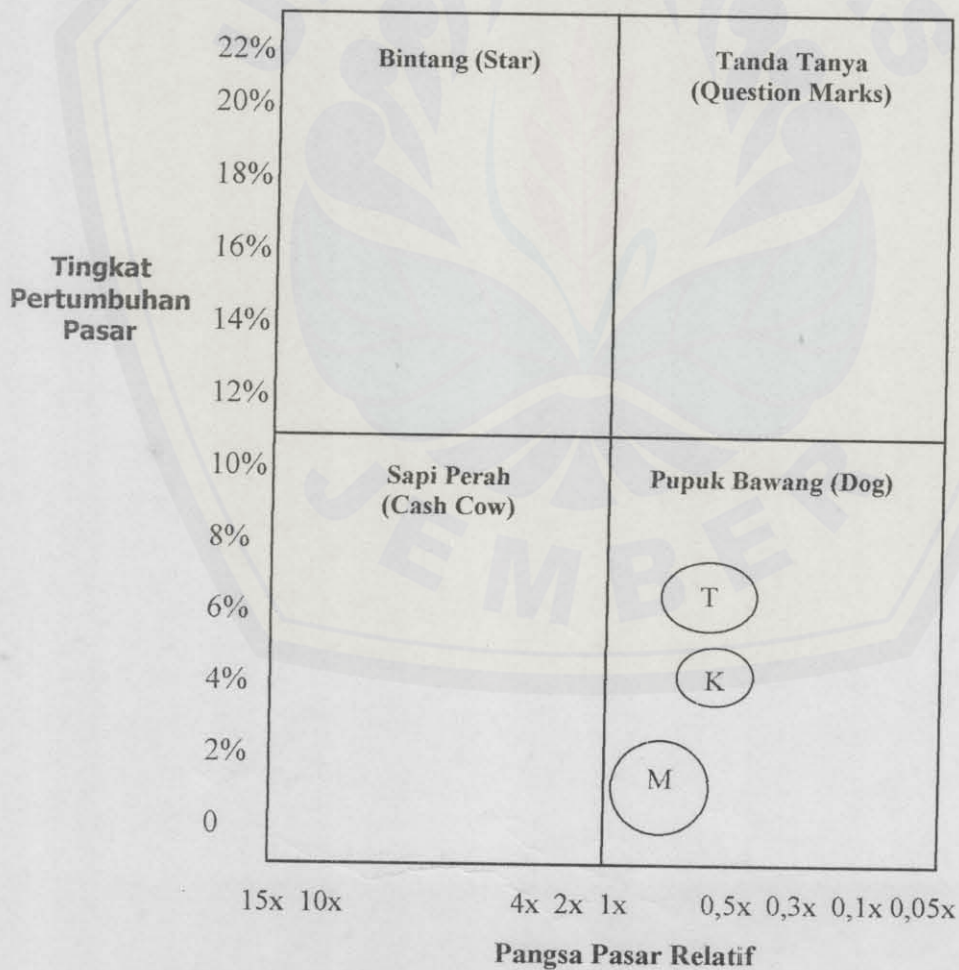 22%
Bintang (Star)
Tanda Tanya
(Question Marks)
20%
18%
16%
Tingkat
Pertumbuhan
Pasar
14%
12%
10%
Sapi Perah
(Cash Cow)
Pupuk Bawang (Dog)
8%
JEMBER
6%
T
4%
K
2%
M
0
15x 10x 4x 2x 1x 0,5x 0,3x 0,1x 0,05x
Pangsa Pasar Relatif